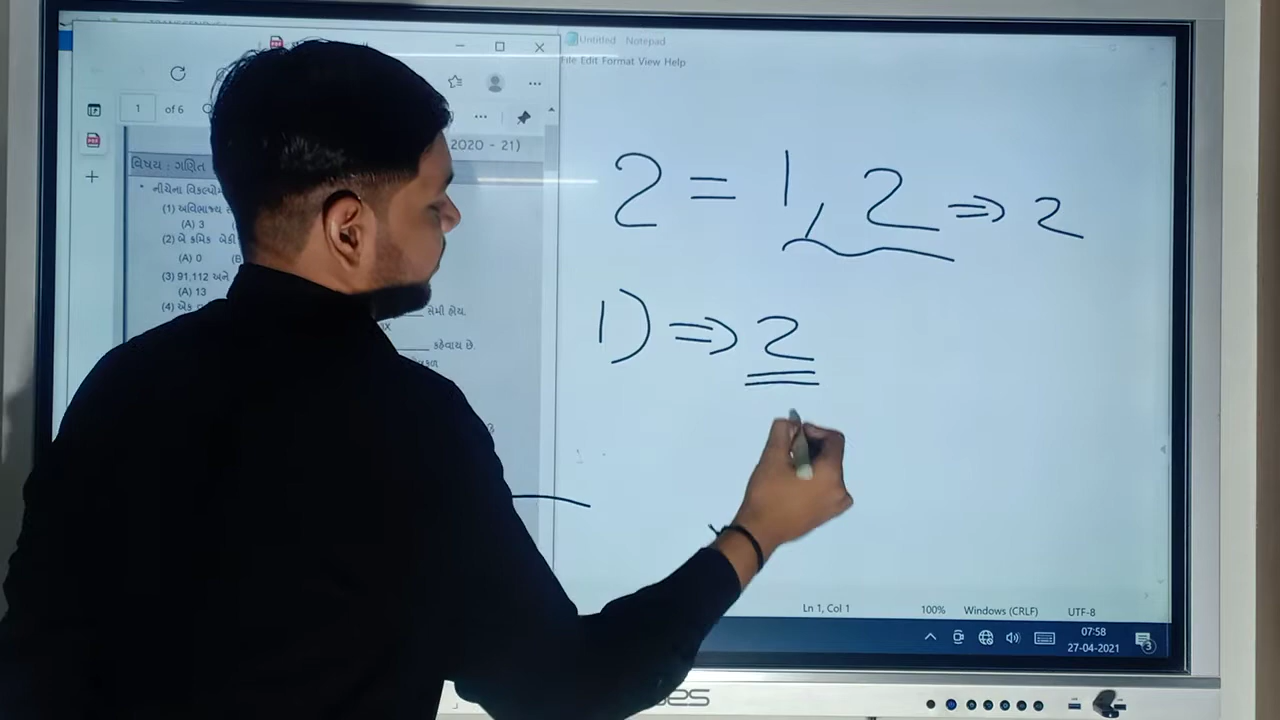 Untitled Notepad
File Edit Format View Help
1 of 6
2020 - 21)
વિષય : ગણિત
(1) અવિભાજ્ય
(A) 3
(2) બે ક્રમિક બેકી
(A) 0 (B
(3) 91,112 અને
(A) 13
(4) એક
સેમી હોય.
કહેવાય છે.
2 = 1, 2 ⇒ 2
1) ⇒ 2
Ln 1, Col 1 100% Windows (CRLF) UTF-8
07:58
27-04-2021
3